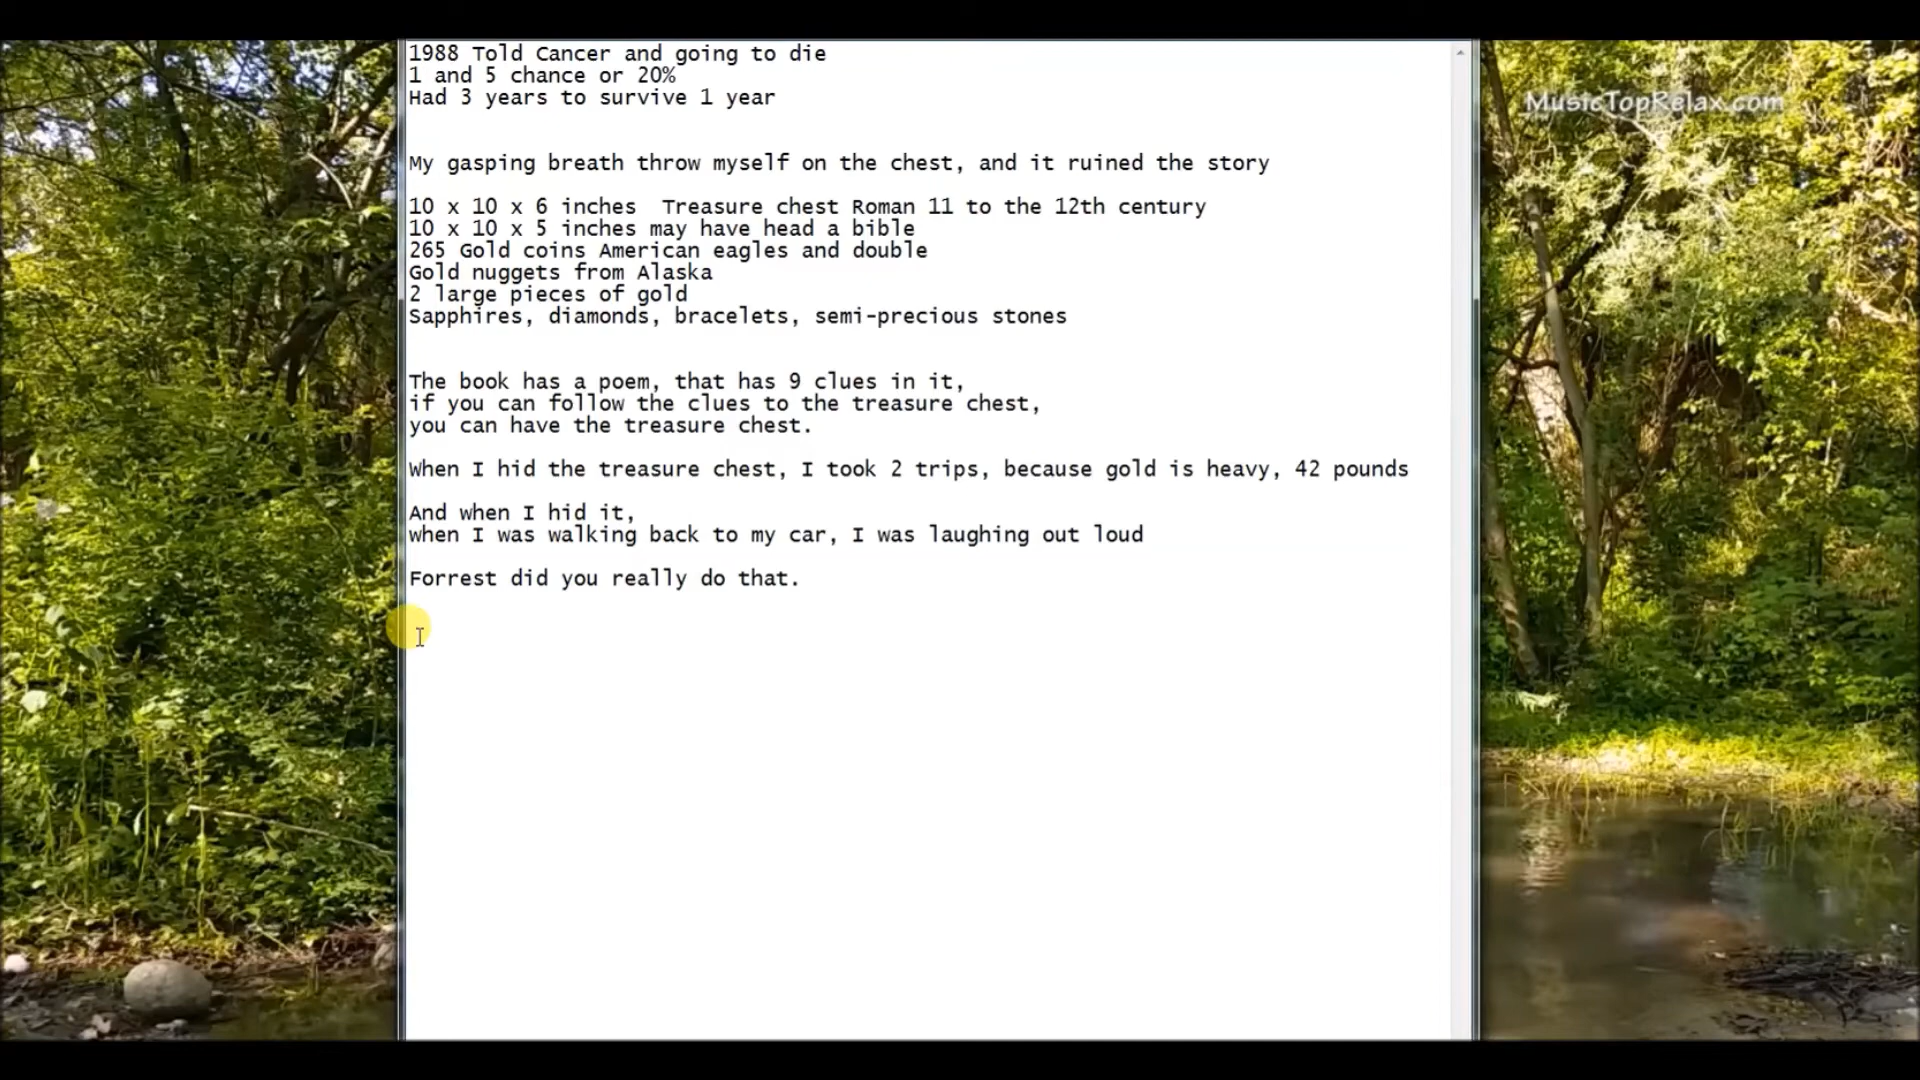 1988 Told Cancer and going to die
1 and 5 chance or 20%
Had 3 years to survive 1 year
MusicTopRelax.com
My gasping breath throw myself on the chest, and it ruined the story
10 x 10 x 6 inches  Treasure chest Roman 11 to the 12th century
10 x 10 x 5 inches may have head a bible
265 Gold coins American eagles and double
Gold nuggets from Alaska
2 large pieces of gold
Sapphires, diamonds, bracelets, semi-precious stones
The book has a poem, that has 9 clues in it,
if you can follow the clues to the treasure chest,
you can have the treasure chest.
When I hid the treasure chest, I took 2 trips, because gold is heavy, 42 pounds
And when I hid it,
when I was walking back to my car, I was laughing out loud
Forrest did you really do that.